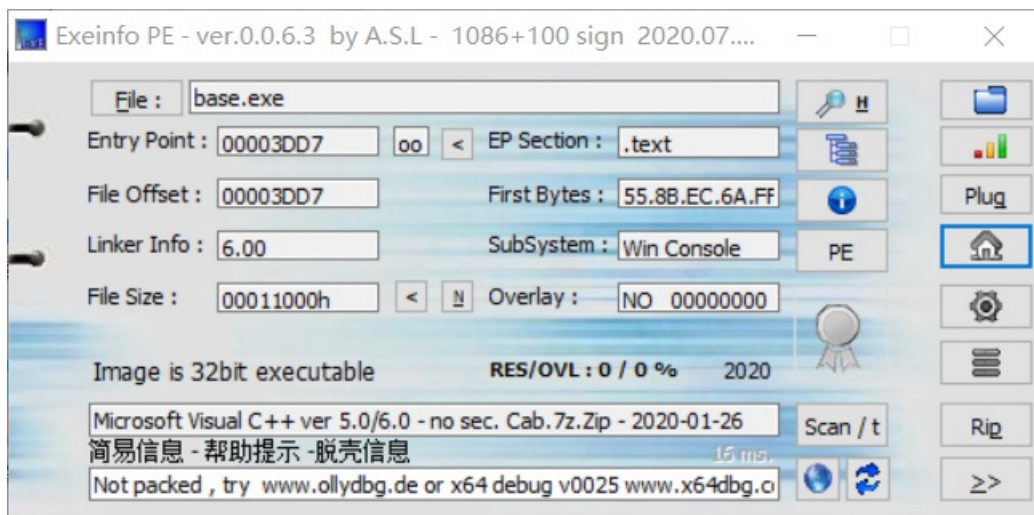 Exeinfo PE - ver.0.0.6.3 by A.S.L - 1086+100 sign 2020.07....
File : base.exe H
Entry Point : 00003DD7 oo < EP Section : .text
File Offset : 00003DD7 First Bytes : 55.8B.EC.6A.FF Plug
Linker Info : 6.00 SubSystem : Win Console PE
File Size : 00011000h < N Overlay : NO 00000000
Image is 32bit executable RES/OVL : 0 / 0 % 2020
Microsoft Visual C++ ver 5.0/6.0 - no sec. Cab.7z.Zip - 2020-01-26 Scan / t Rip
简易信息 - 帮助提示 -脱壳信息 16 ms.
Not packed , try www.ollydbg.de or x64 debug v0025 www.x64dbg.c >>